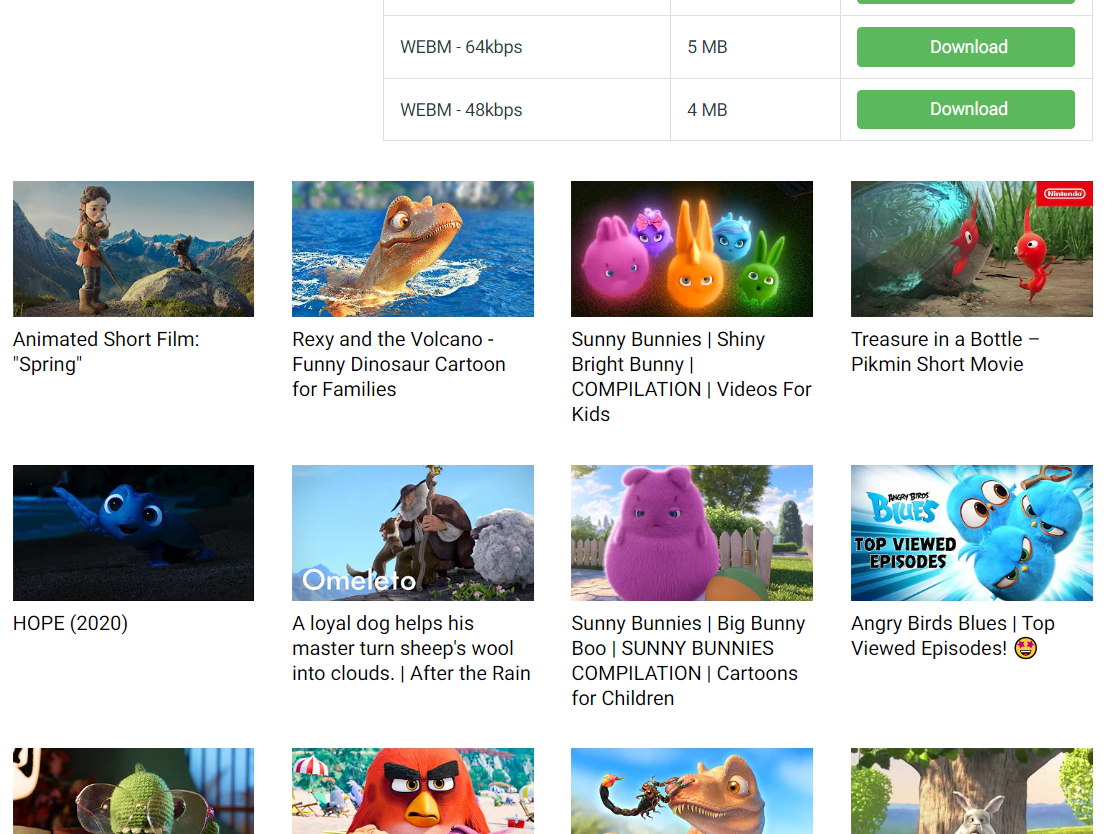 WEBM - 64kbps 5 MB Download
WEBM - 48kbps 4 MB Download
Nintendo
Animated Short Film:
"Spring"
Rexy and the Volcano -
Funny Dinosaur Cartoon
for Families
Sunny Bunnies | Shiny
Bright Bunny |
COMPILATION | Videos For
Kids
Treasure in a Bottle –
Pikmin Short Movie
Omeleto
ANGRY BIRDS
BLUES
TOP VIEWED
EPISODES
HOPE (2020)
A loyal dog helps his
master turn sheep's wool
into clouds. | After the Rain
Sunny Bunnies | Big Bunny
Boo | SUNNY BUNNIES
COMPILATION | Cartoons
for Children
Angry Birds Blues | Top
Viewed Episodes! 🤩